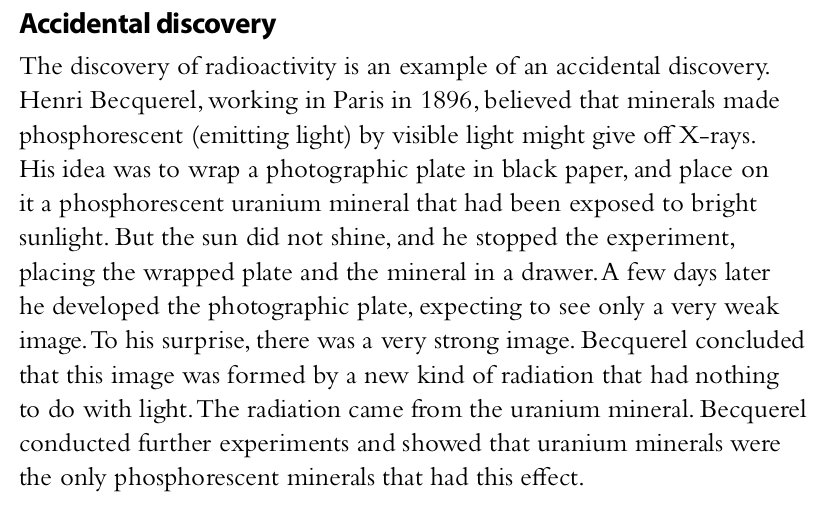 Accidental discovery
The discovery of radioactivity is an example of an accidental discovery.
Henri Becquerel, working in Paris in 1896, believed that minerals made
phosphorescent (emitting light) by visible light might give off X-rays.
His idea was to wrap a photographic plate in black paper, and place on
it a phosphorescent uranium mineral that had been exposed to bright
sunlight. But the sun did not shine, and he stopped the experiment,
placing the wrapped plate and the mineral in a drawer. A few days later
he developed the photographic plate, expecting to see only a very weak
image. To his surprise, there was a very strong image. Becquerel concluded
that this image was formed by a new kind of radiation that had nothing
to do with light. The radiation came from the uranium mineral. Becquerel
conducted further experiments and showed that uranium minerals were
the only phosphorescent minerals that had this effect.